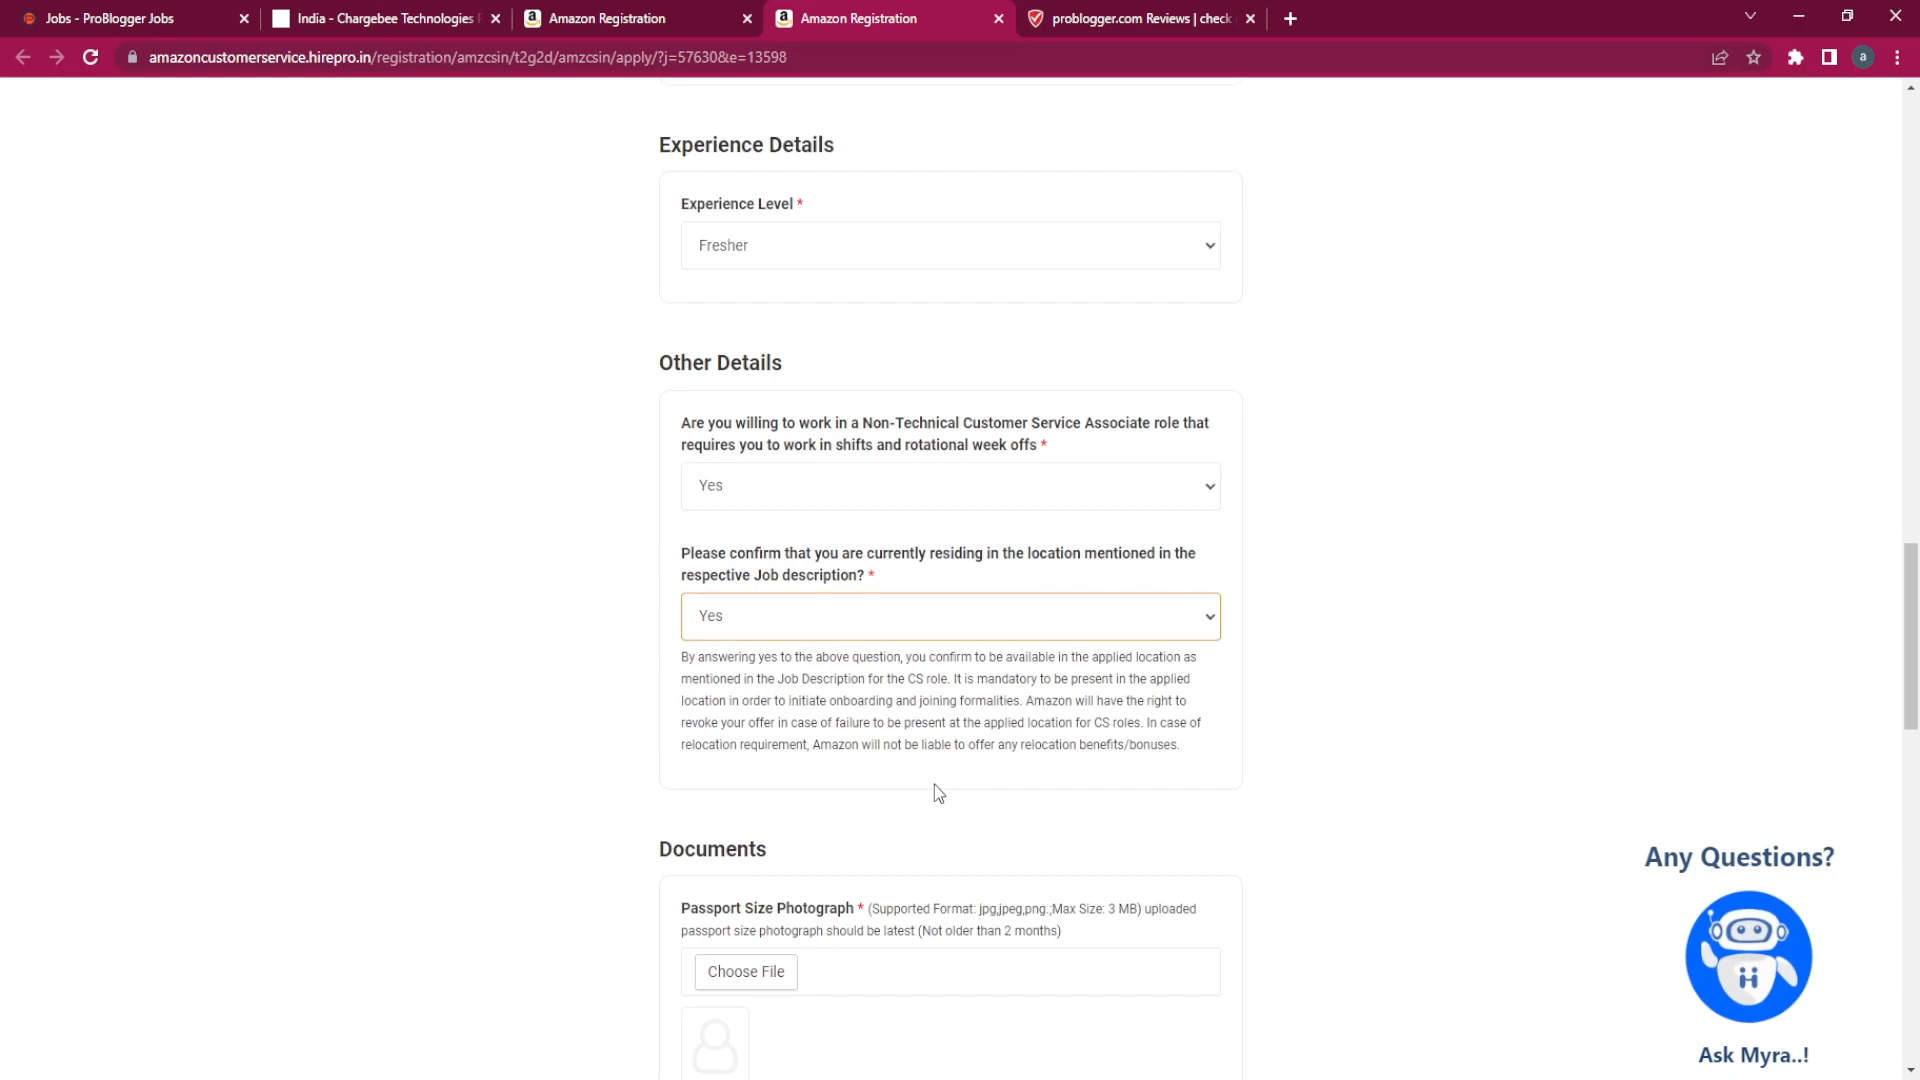 Jobs - ProBlogger Jobs
India - Chargebee Technologies
Amazon Registration
Amazon Registration
problogger.com Reviews | check
amazoncustomerservice.hirepro.in/registration/amzcsin/t2g2d/amzcsin/apply/?j=57630&e=13598
a
Experience Details
Experience Level *
Fresher
Other Details
Are you willing to work in a Non-Technical Customer Service Associate role that
requires you to work in shifts and rotational week offs *
Yes
Please confirm that you are currently residing in the location mentioned in the
respective Job description? *
Yes
By answering yes to the above question, you confirm to be available in the applied location as
mentioned in the Job Description for the CS role. It is mandatory to be present in the applied
location in order to initiate onboarding and joining formalities. Amazon will have the right to
revoke your offer in case of failure to be present at the applied location for CS roles. In case of
relocation requirement, Amazon will not be liable to offer any relocation benefits/bonuses.
Documents
Passport Size Photograph * (Supported Format: jpg,jpeg,png.;Max Size: 3 MB) uploaded
passport size photograph should be latest (Not older than 2 months)
Choose File
Any Questions?
Ask Myra..!